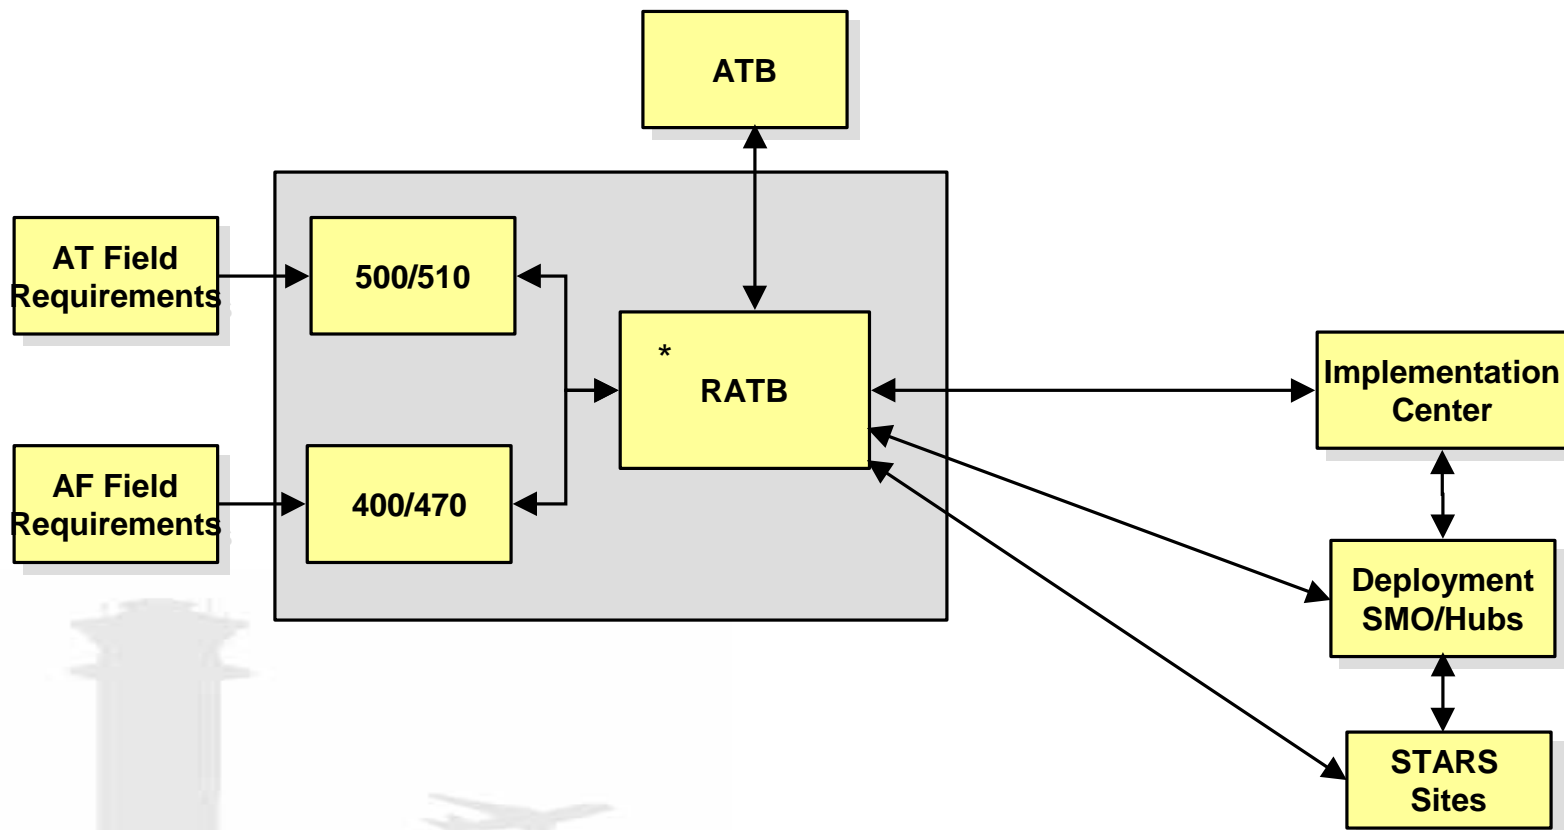 ATB
AT Field
Requirements
500/510
*
RATB
Implementation
Center
AF Field
Requirements
400/470
Deployment
SMO/Hubs
STARS
Sites